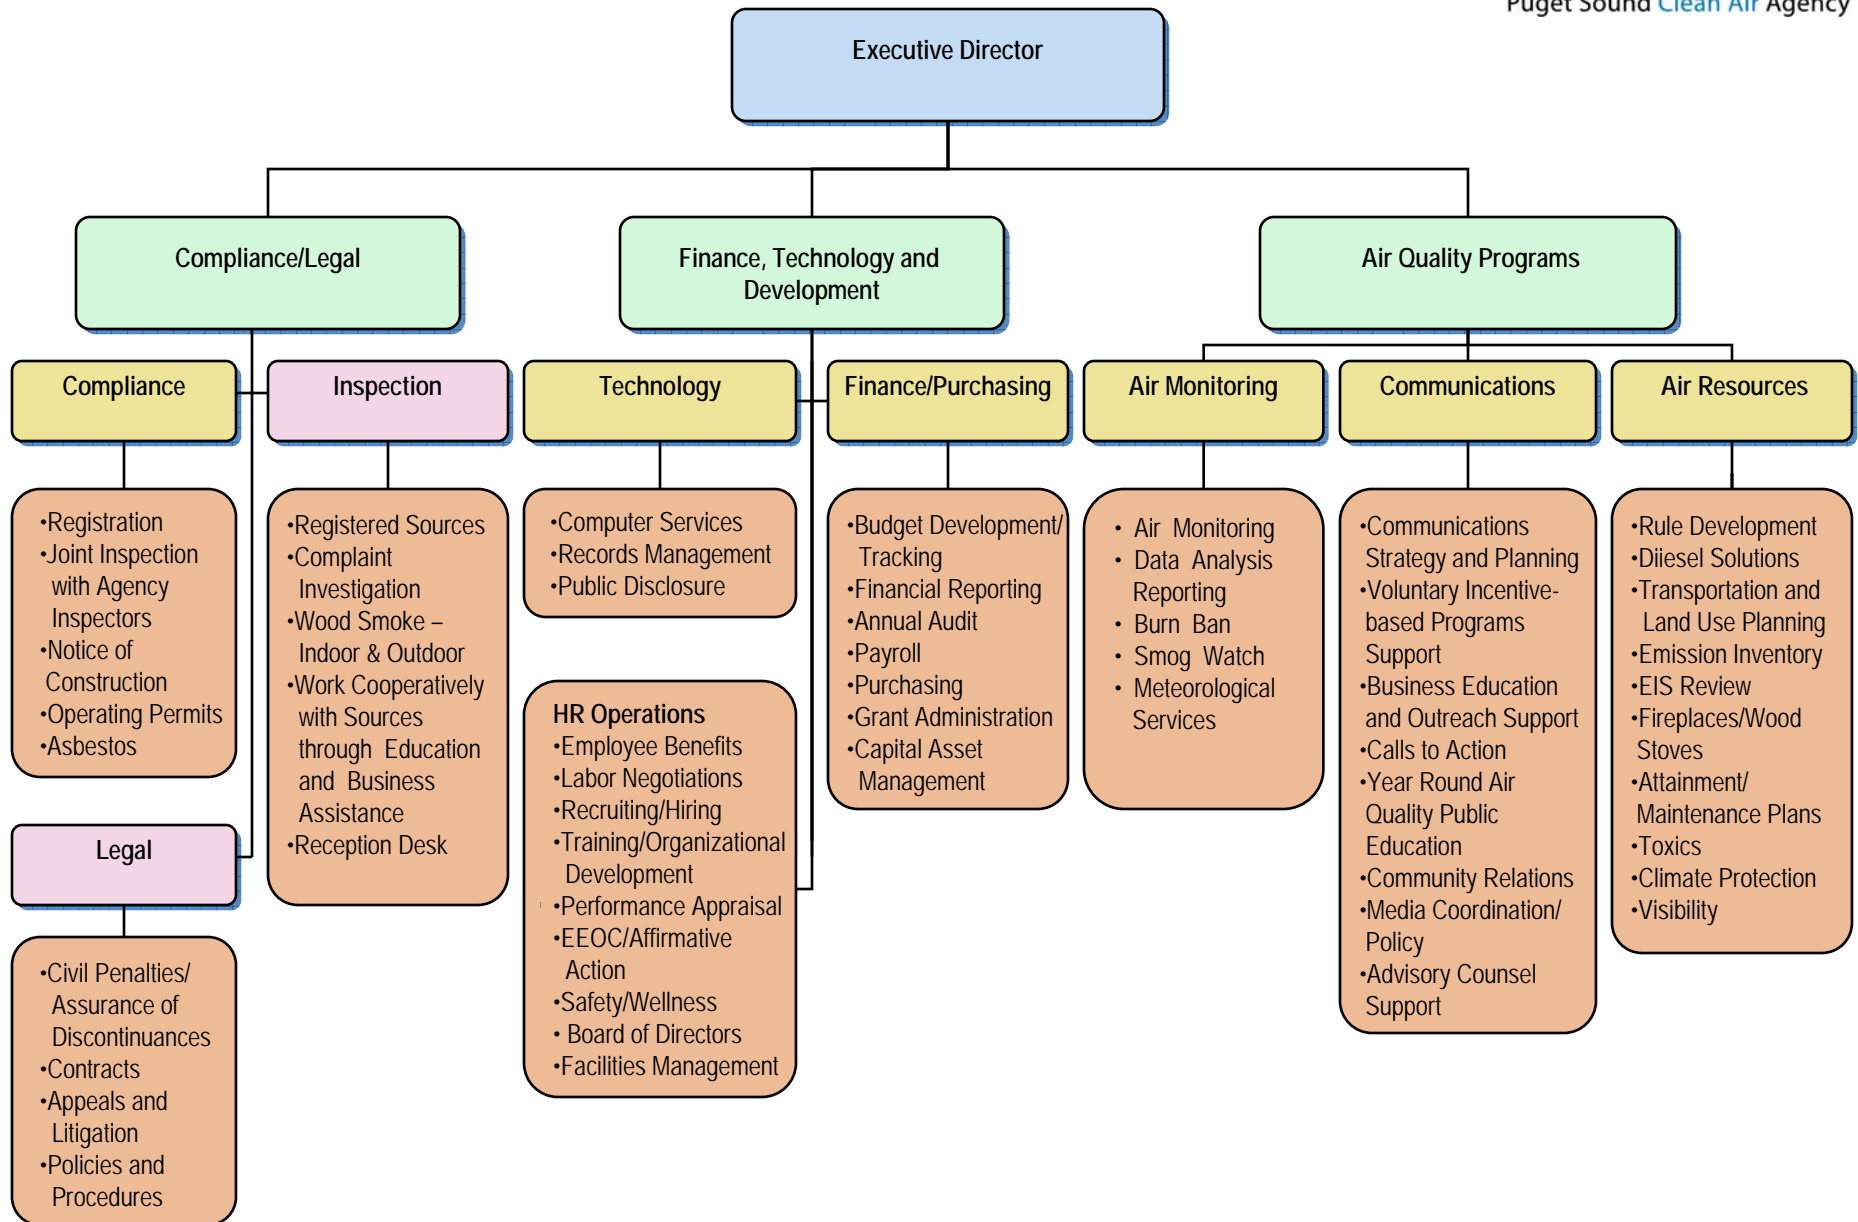 Puget Sound Clean Air Agency
Executive Director
Compliance/Legal
Finance, Technology and
Development
Air Quality Programs
Compliance
Inspection
Technology
Finance/Purchasing
Air Monitoring
Communications
Air Resources
•Registration
•Joint Inspection
with Agency
Inspectors
•Notice of
Construction
•Operating Permits
•Asbestos
•Registered Sources
•Complaint
Investigation
•Wood Smoke –
Indoor & Outdoor
•Work Cooperatively
with Sources
through Education
and Business
Assistance
•Reception Desk
•Computer Services
•Records Management
•Public Disclosure
•Budget Development/
Tracking
•Financial Reporting
•Annual Audit
•Payroll
•Purchasing
•Grant Administration
•Capital Asset
Management
• Air Monitoring
• Data Analysis
Reporting
• Burn Ban
• Smog Watch
• Meteorological
Services
•Communications
Strategy and Planning
•Voluntary Incentive-
based Programs
Support
•Business Education
and Outreach Support
•Calls to Action
•Year Round Air
Quality Public
Education
•Community Relations
•Media Coordination/
Policy
•Advisory Counsel
Support
•Rule Development
•Diiesel Solutions
•Transportation and
Land Use Planning
•Emission Inventory
•EIS Review
•Fireplaces/Wood
Stoves
•Attainment/
Maintenance Plans
•Toxics
•Climate Protection
•Visibility
HR Operations
•Employee Benefits
•Labor Negotiations
•Recruiting/Hiring
•Training/Organizational
Development
•Performance Appraisal
•EEOC/Affirmative
Action
•Safety/Wellness
• Board of Directors
•Facilities Management
Legal
•Civil Penalties/
Assurance of
Discontinuances
•Contracts
•Appeals and
Litigation
•Policies and
Procedures